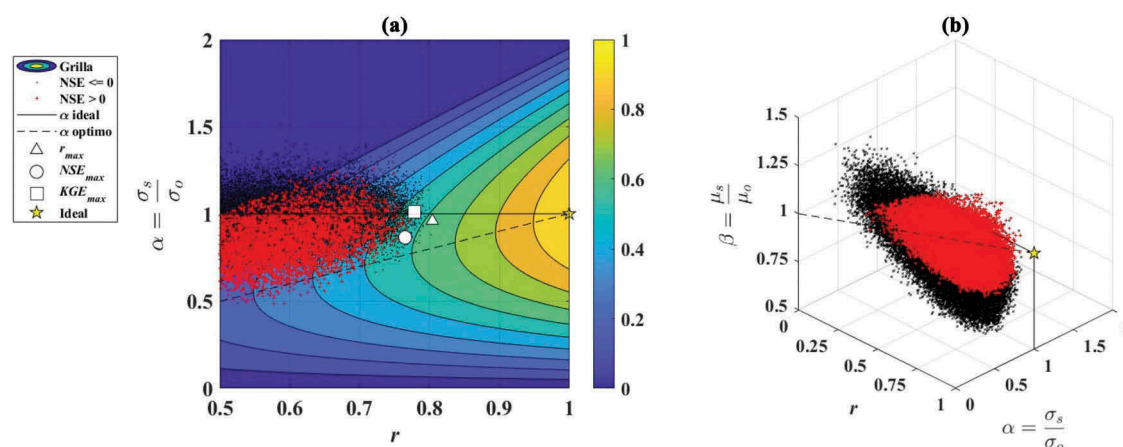 (a)
(b)
Grilla
NSE <= 0
NSE > 0
α ideal
α optimo
r_max
NSE_max
KGE_max
Ideal
2
1.5
1
0.5
0
α = σ_s / σ_o
0.5 0.6 0.7 0.8 0.9 1
r
1
0.8
0.6
0.4
0.2
0
1.5
1.25
1
0.75
0.5
β = μ_s / μ_o
0 0.25 0.5 0.75 1
r
0 0.5 1 1.5
α = σ_s / σ_o